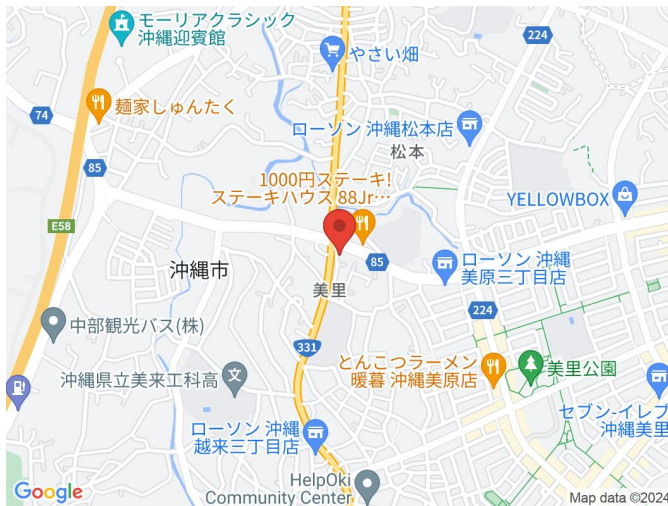 モーリアクラシック
沖縄迎賓館
やさい畑
224
麺家しゅんたく
74
ローソン 沖縄松本店
松本
85
1000円ステーキ!
ステーキハウス 88Jr…
YELLOWBOX
E58
沖縄市
85
ローソン 沖縄
美原三丁目店
美里
224
中部観光バス(株)
331
とんこつラーメン
暖暮 沖縄美原店
美里公園
沖縄県立美来工科高
セブン-イレブ
沖縄美里
ローソン 沖縄
越来三丁目店
HelpOki
Community Center
Google
Map data ©2024